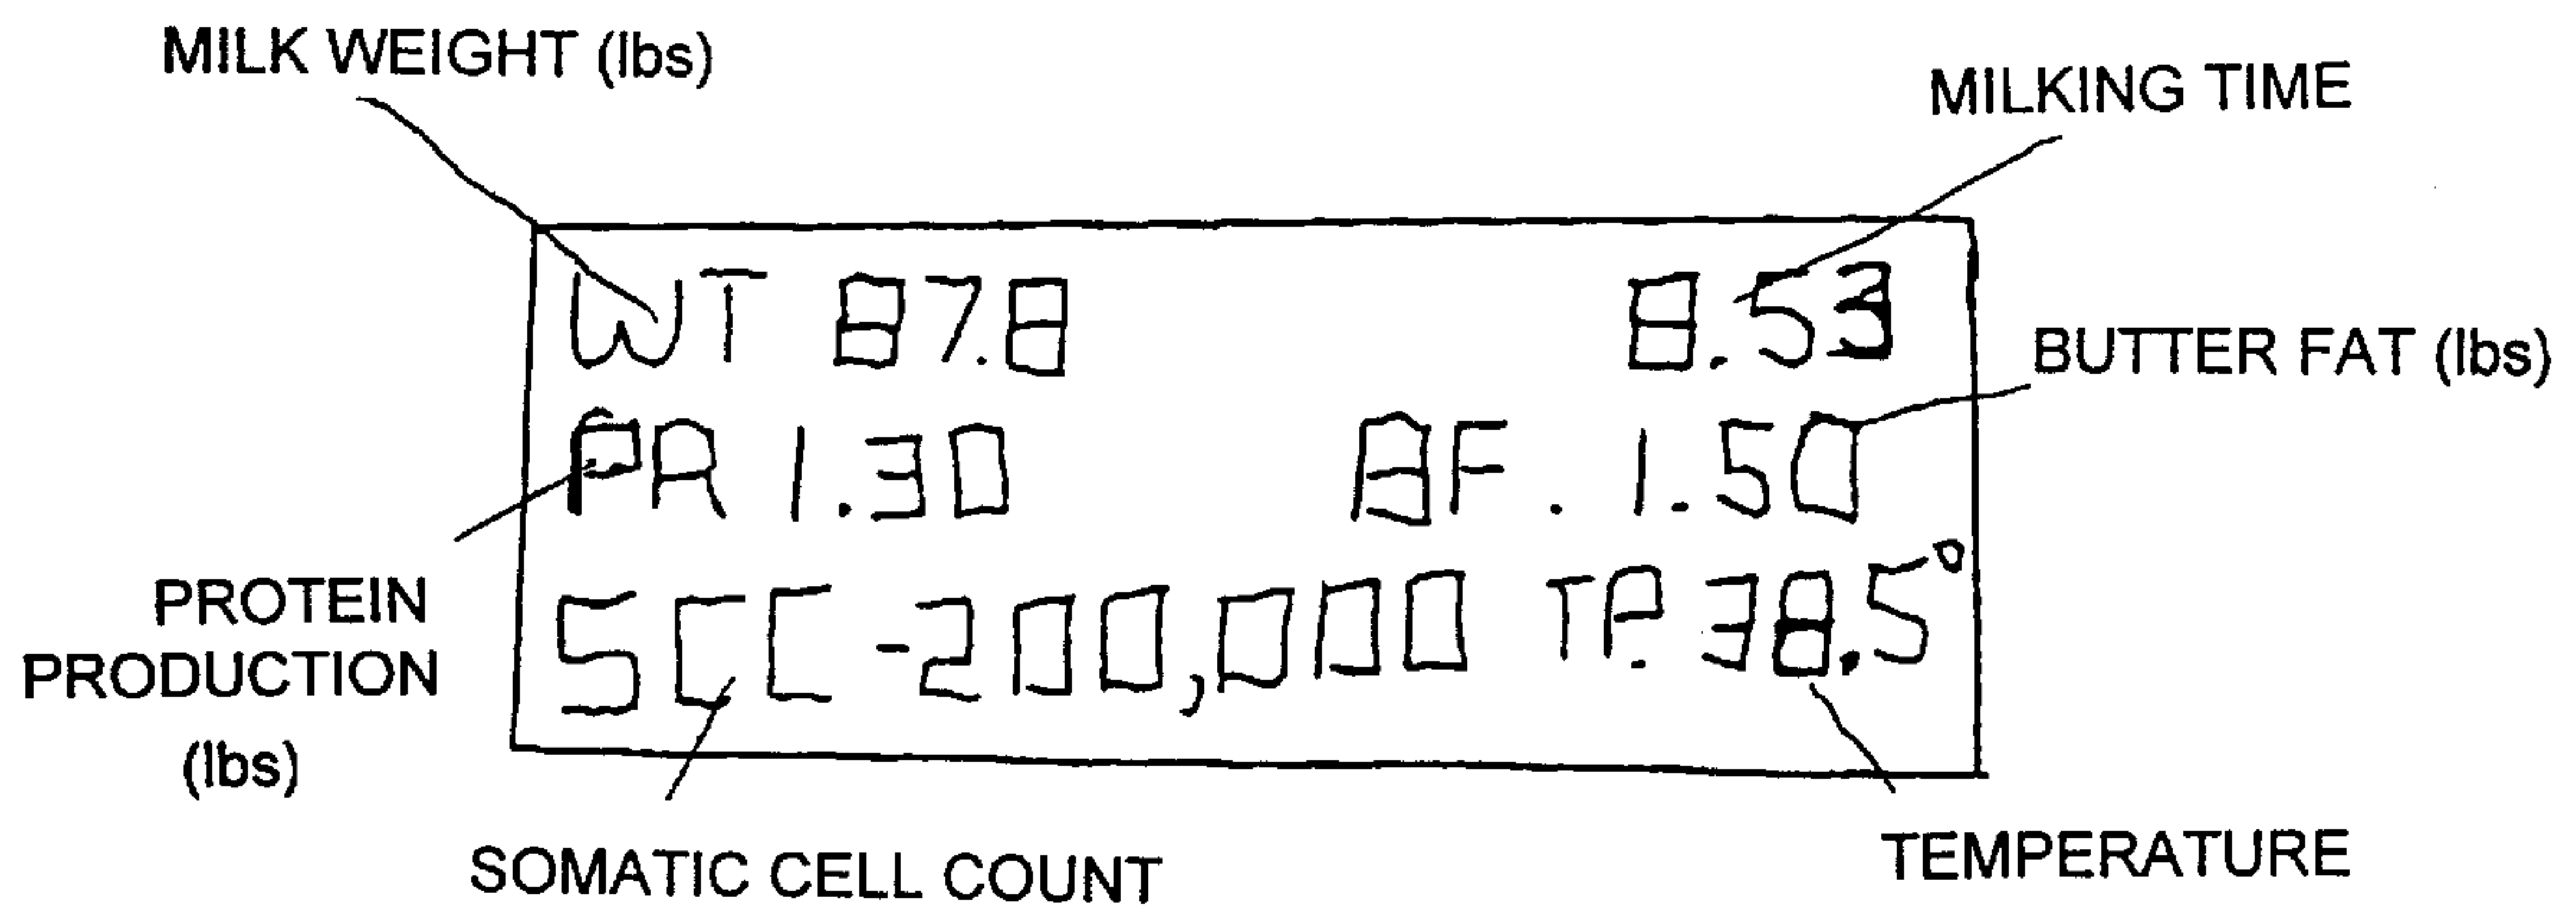 MILK WEIGHT (lbs)
MILKING TIME
WT 87.8 8.53
BUTTER FAT (lbs)
PR 1.30 BF. 1.50
SCC -200,000 TP. 38.5°
PROTEIN
PRODUCTION
(lbs)
SOMATIC CELL COUNT
TEMPERATURE